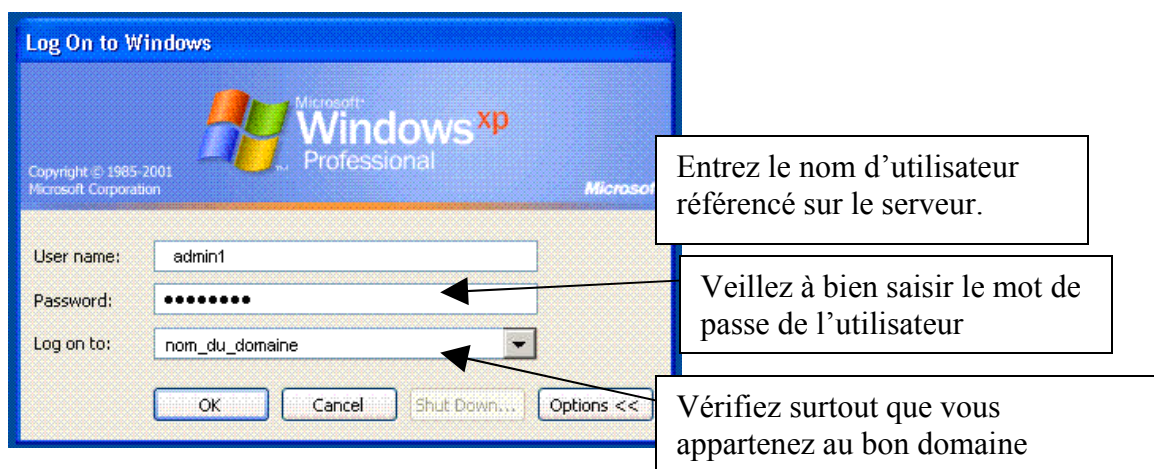 Log On to Windows
Microsoft®
Windows xp
Professional
Copyright © 1985-2001
Microsoft Corporation
Entrez le nom d’utilisateur
référencé sur le serveur.
User name:
admin1
Veillez à bien saisir le mot de
passe de l’utilisateur
Password:
••••••••
Log on to:
nom_du_domaine
OK
Cancel
Shut Down...
Options <<
Vérifiez surtout que vous
appartenez au bon domaine